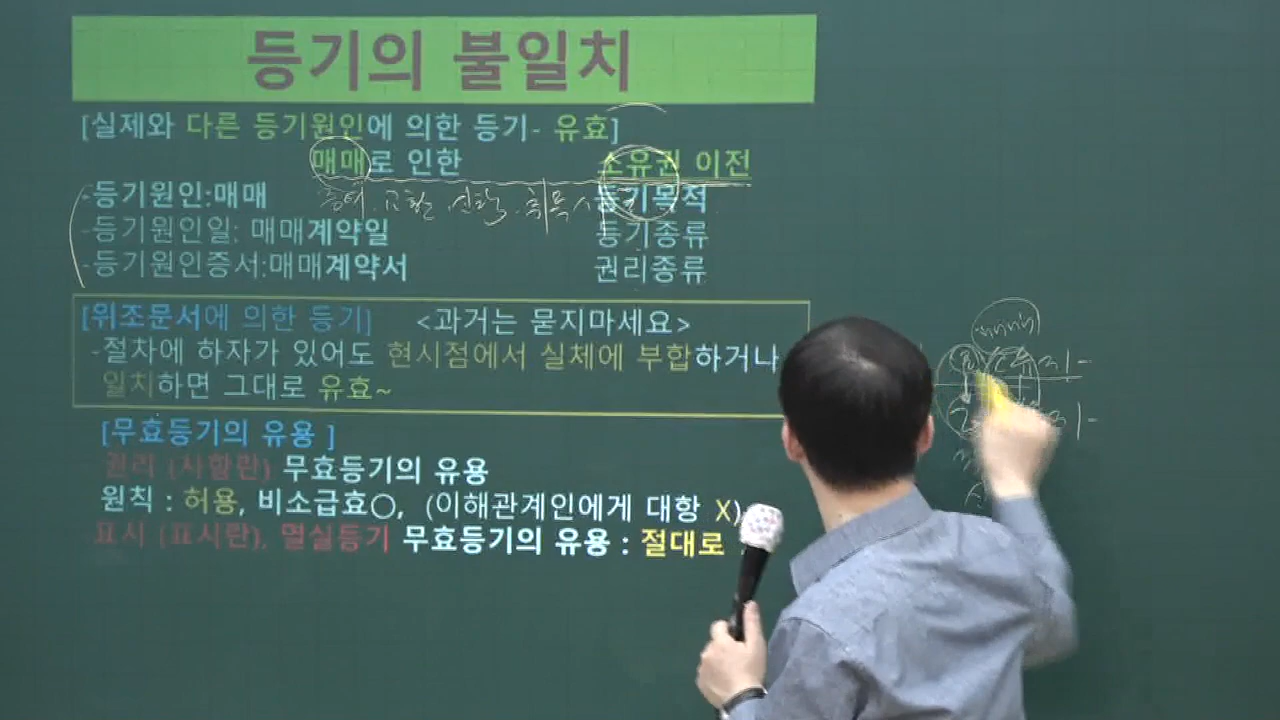 등기의 불일치
[실제와 다른 등기원인에 의한 등기- 유효]
매매로 인한 소유권 이전
-등기원인:매매 등기목적
증여. 교환. 신탁. 취득시
-등기원인일: 매매계약일 등기종류
-등기원인증서:매매계약서 권리종류
[위조문서에 의한 등기] <과거는 묻지마세요>
-절차에 하자가 있어도 현시점에서 실체에 부합하거나
일치하면 그대로 유효~
[무효등기의 유용 ]
권리 (사항란) 무효등기의 유용
원칙 : 허용, 비소급효○, (이해관계인에게 대항 X)
표시 (표시란), 멸실등기 무효등기의 유용 : 절대로